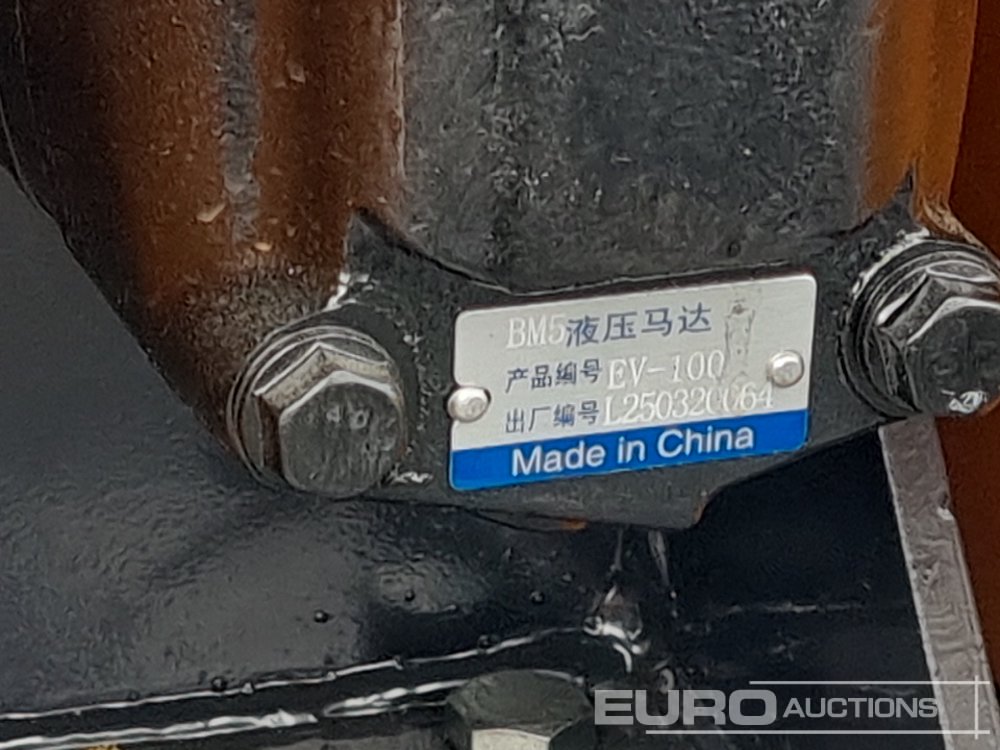 BM5液压马达
产品编号 EV-100
出厂编号 L250320064
Made in China
EURO AUCTIONS